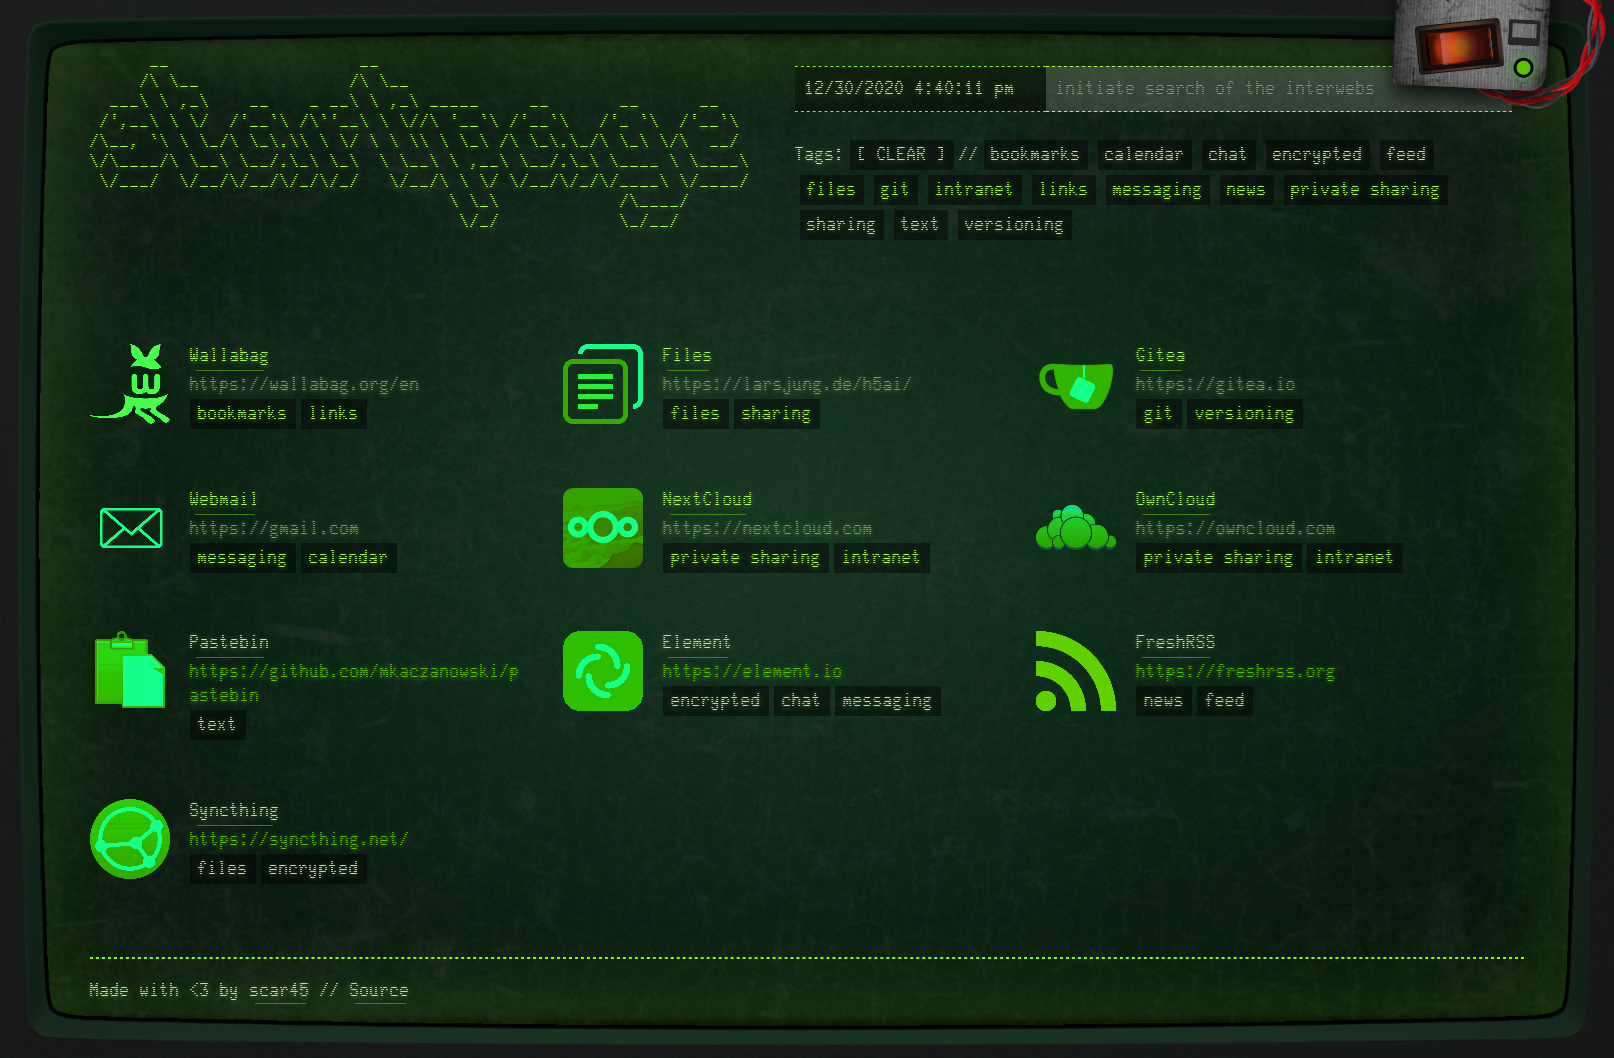 startpage
12/30/2020 4:40:11 pm
initiate search of the interwebs
Tags: [ CLEAR ] // bookmarks calendar chat encrypted feed
files git intranet links messaging news private sharing
sharing text versioning
Wallabag
https://wallabag.org/en
bookmarks links
Files
https://larsjung.de/h5ai/
files sharing
Gitea
https://gitea.io
git versioning
Webmail
https://gmail.com
messaging calendar
NextCloud
https://nextcloud.com
private sharing intranet
OwnCloud
https://owncloud.com
private sharing intranet
Pastebin
https://github.com/mkaczanowski/p
astebin
text
Element
https://element.io
encrypted chat messaging
FreshRSS
https://freshrss.org
news feed
Syncthing
https://syncthing.net/
files encrypted
Made with <3 by scar45 // Source